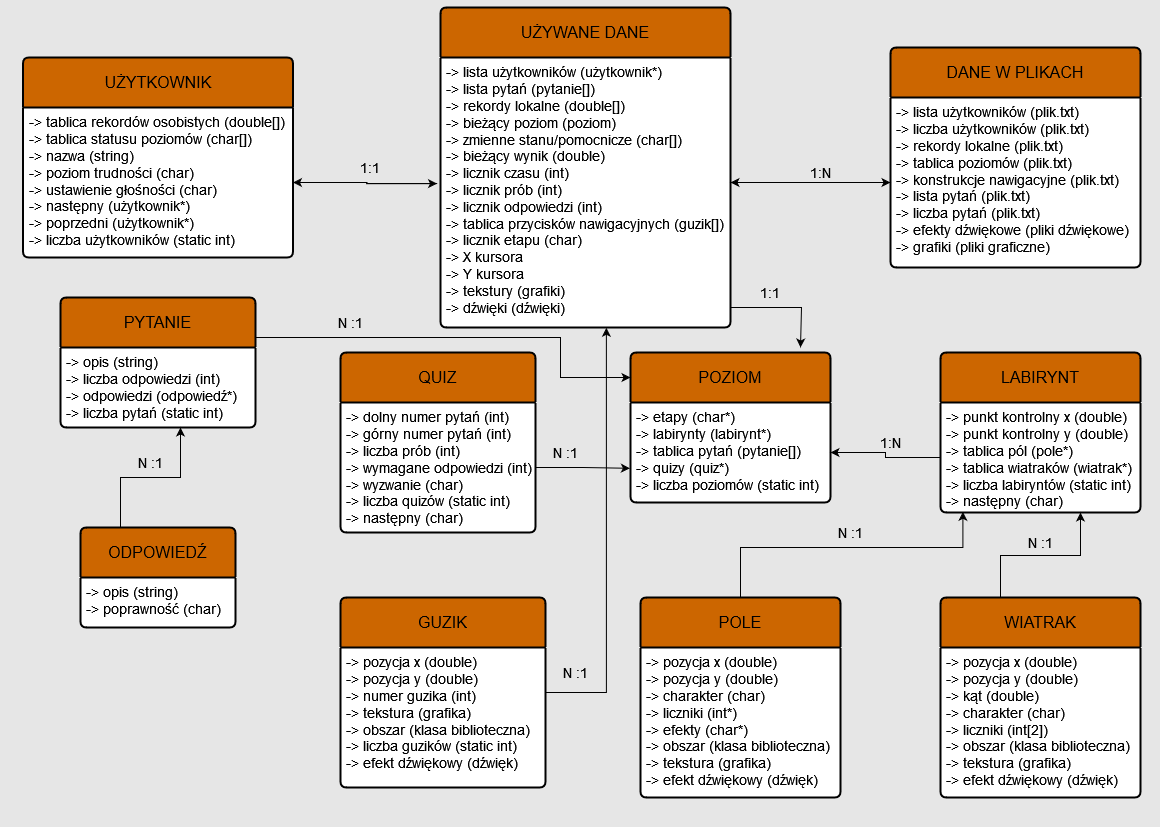 UŻYWANE DANE
-> lista użytkowników (użytkownik*)
-> lista pytań (pytanie[])
-> rekordy lokalne (double[])
-> bieżący poziom (poziom)
-> zmienne stanu/pomocnicze (char[])
-> bieżący wynik (double)
-> licznik czasu (int)
-> licznik prób (int)
-> licznik odpowiedzi (int)
-> tablica przycisków nawigacyjnych (guzik[])
-> licznik etapu (char)
-> X kursora
-> Y kursora
-> tekstury (grafiki)
-> dźwięki (dźwięki)
UŻYTKOWNIK
-> tablica rekordów osobistych (double[])
-> tablica statusu poziomów (char[])
-> nazwa (string)
-> poziom trudności (char)
-> ustawienie głośności (char)
-> następny (użytkownik*)
-> poprzedni (użytkownik*)
-> liczba użytkowników (static int)
1:1
DANE W PLIKACH
-> lista użytkowników (plik.txt)
-> liczba użytkowników (plik.txt)
-> rekordy lokalne (plik.txt)
-> tablica poziomów (plik.txt)
-> konstrukcje nawigacyjne (plik.txt)
-> lista pytań (plik.txt)
-> liczba pytań (plik.txt)
-> efekty dźwiękowe (pliki dźwiękowe)
-> grafiki (pliki graficzne)
1:N
1:1
PYTANIE
-> opis (string)
-> liczba odpowiedzi (int)
-> odpowiedzi (odpowiedź*)
-> liczba pytań (static int)
N :1
QUIZ
-> dolny numer pytań (int)
-> górny numer pytań (int)
-> liczba prób (int)
-> wymagane odpowiedzi (int)
-> wyzwanie (char)
-> liczba quizów (static int)
-> następny (char)
N :1
POZIOM
-> etapy (char*)
-> labirynty (labirynt*)
-> tablica pytań (pytanie[])
-> quizy (quiz*)
-> liczba poziomów (static int)
1:N
LABIRYNT
-> punkt kontrolny x (double)
-> punkt kontrolny y (double)
-> tablica pól (pole*)
-> tablica wiatraków (wiatrak*)
-> liczba labiryntów (static int)
-> następny (char)
N :1
ODPOWIEDŹ
-> opis (string)
-> poprawność (char)
N :1
N :1
GUZIK
-> pozycja x (double)
-> pozycja y (double)
-> numer guzika (int)
-> tekstura (grafika)
-> obszar (klasa biblioteczna)
-> liczba guzików (static int)
-> efekt dźwiękowy (dźwięk)
N :1
POLE
-> pozycja x (double)
-> pozycja y (double)
-> charakter (char)
-> liczniki (int*)
-> efekty (char*)
-> obszar (klasa biblioteczna)
-> tekstura (grafika)
-> efekt dźwiękowy (dźwięk)
WIATRAK
-> pozycja x (double)
-> pozycja y (double)
-> kąt (double)
-> charakter (char)
-> liczniki (int[2])
-> obszar (klasa biblioteczna)
-> tekstura (grafika)
-> efekt dźwiękowy (dźwięk)